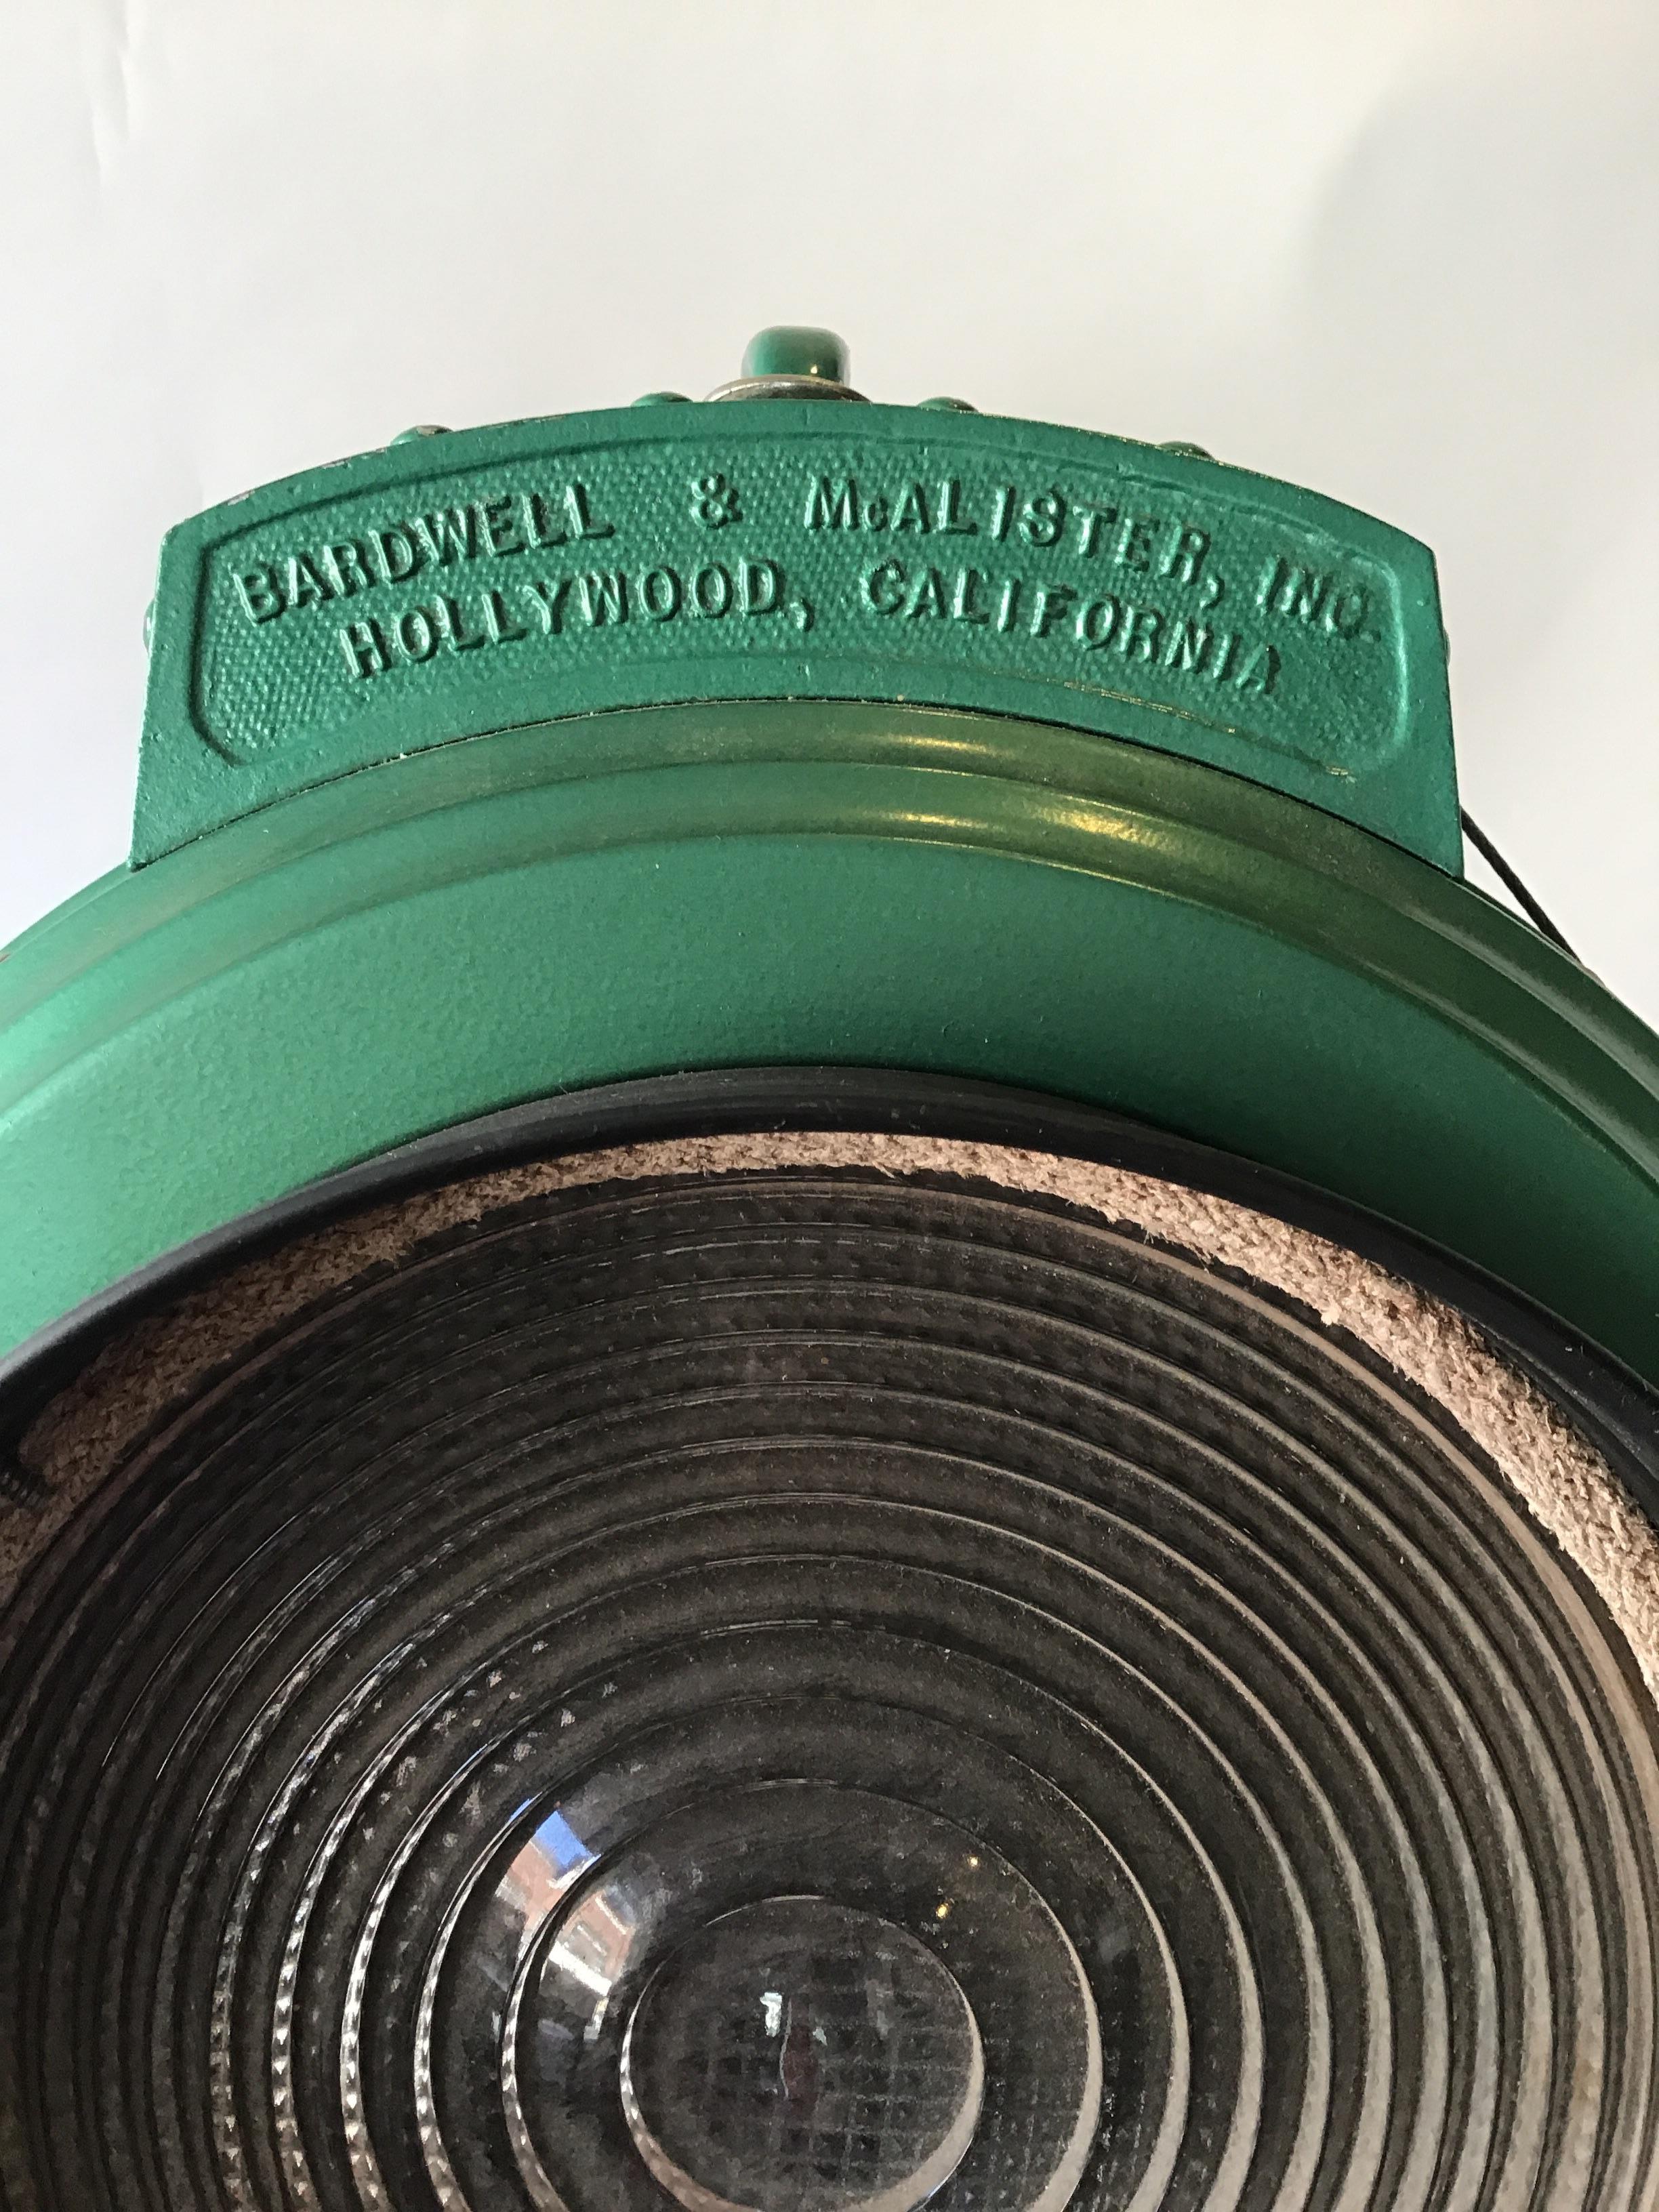 BARDWELL & McALISTER, INC.
HOLLYWOOD, CALIFORNIA